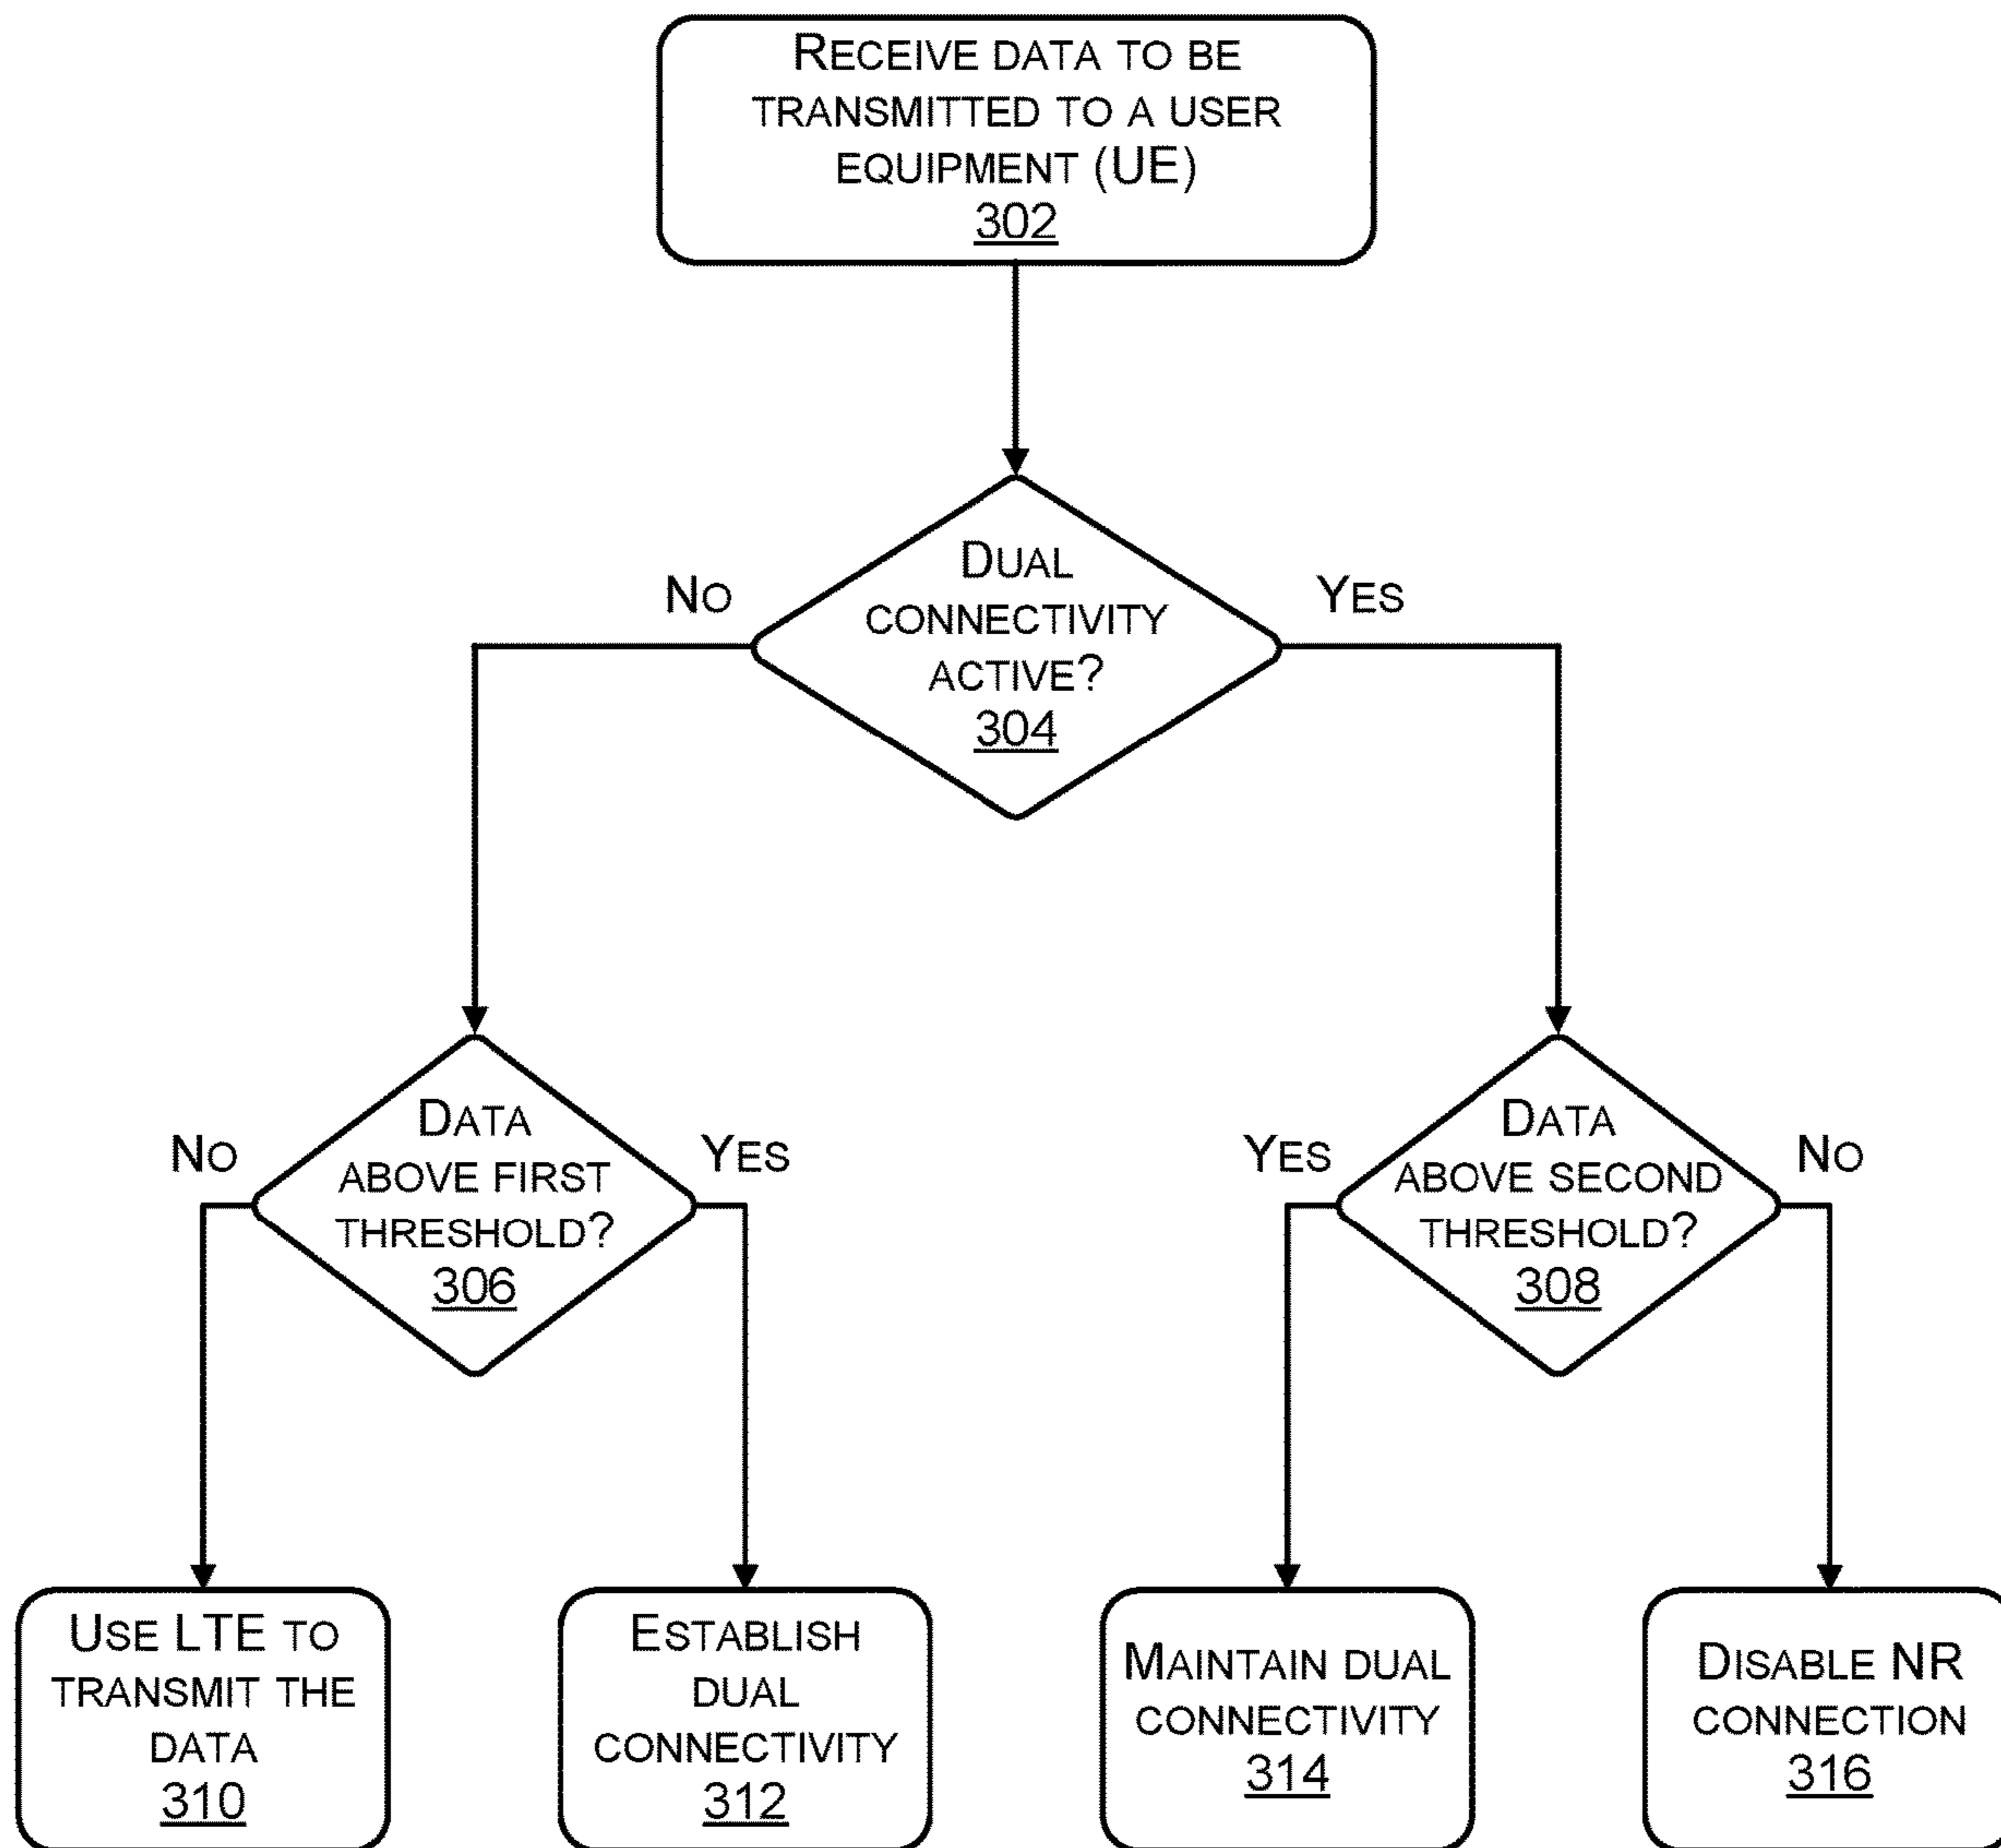 RECEIVE DATA TO BE
TRANSMITTED TO A USER
EQUIPMENT (UE)
302
DUAL
CONNECTIVITY
ACTIVE?
304
NO
YES
DATA
ABOVE FIRST
THRESHOLD?
306
NO
YES
DATA
ABOVE SECOND
THRESHOLD?
308
YES
NO
USE LTE TO
TRANSMIT THE
DATA
310
ESTABLISH
DUAL
CONNECTIVITY
312
MAINTAIN DUAL
CONNECTIVITY
314
DISABLE NR
CONNECTION
316